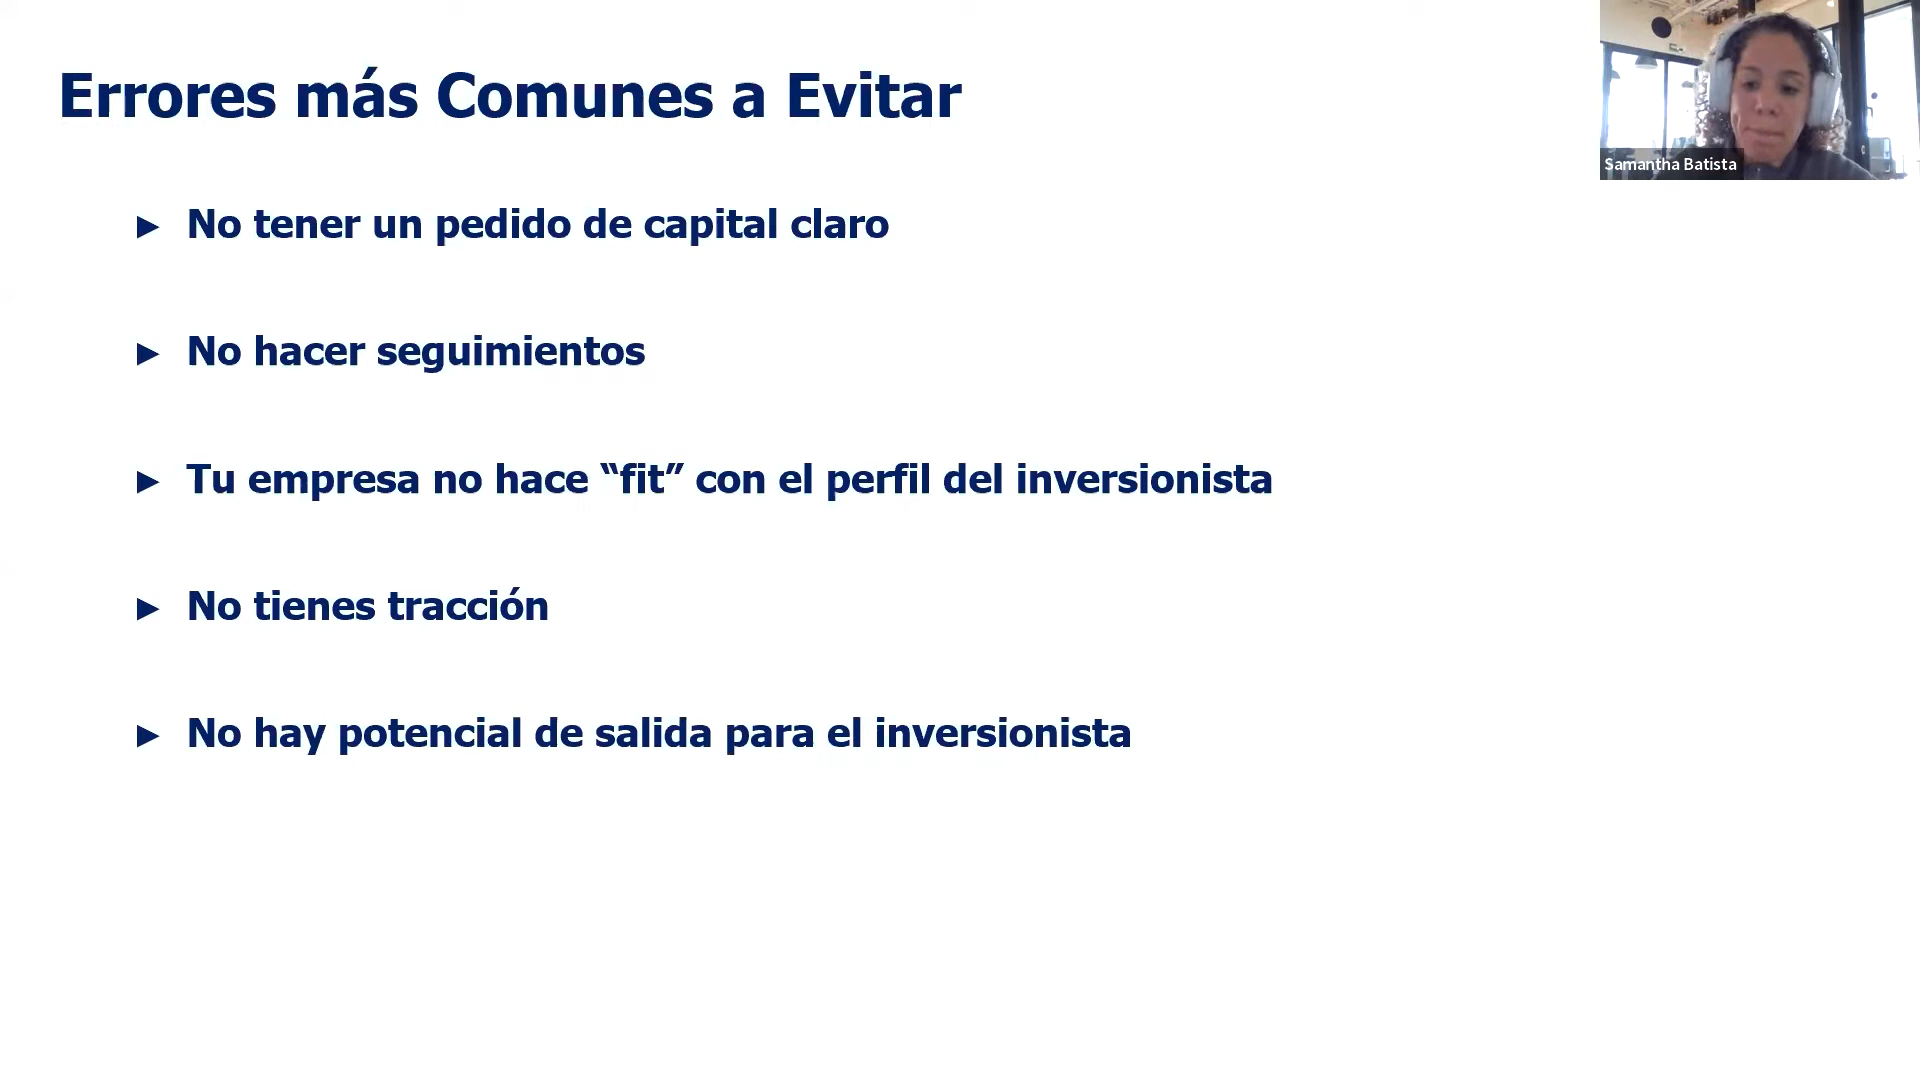 Errores más Comunes a Evitar
Samantha Batista
► No tener un pedido de capital claro
► No hacer seguimientos
► Tu empresa no hace “fit” con el perfil del inversionista
► No tienes tracción
► No hay potencial de salida para el inversionista